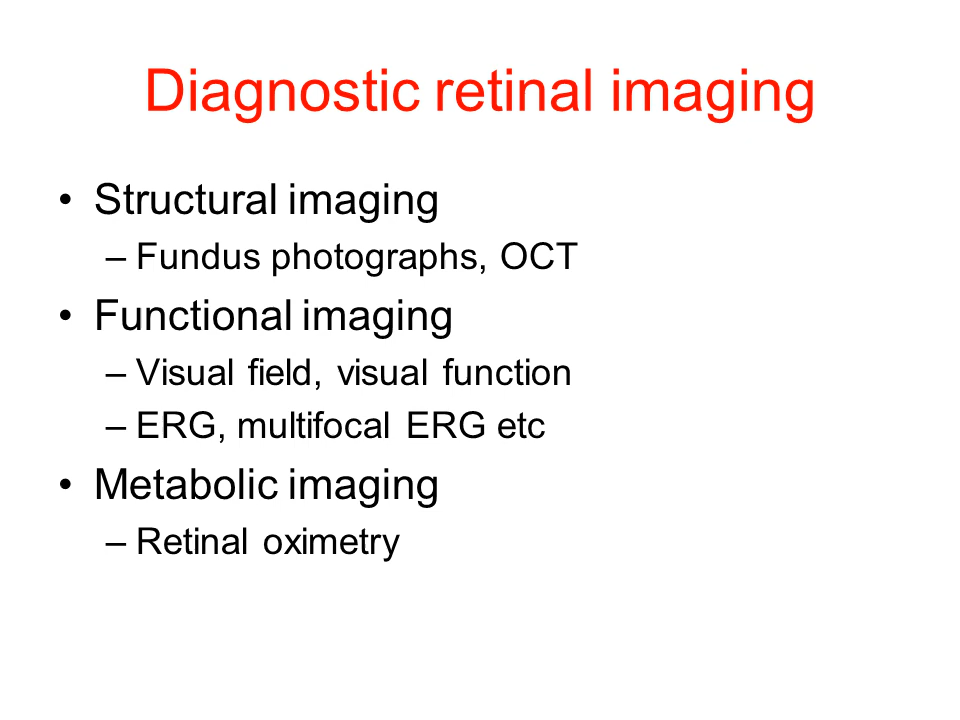 Diagnostic retinal imaging
• Structural imaging
– Fundus photographs, OCT
• Functional imaging
– Visual field, visual function
– ERG, multifocal ERG etc
• Metabolic imaging
– Retinal oximetry